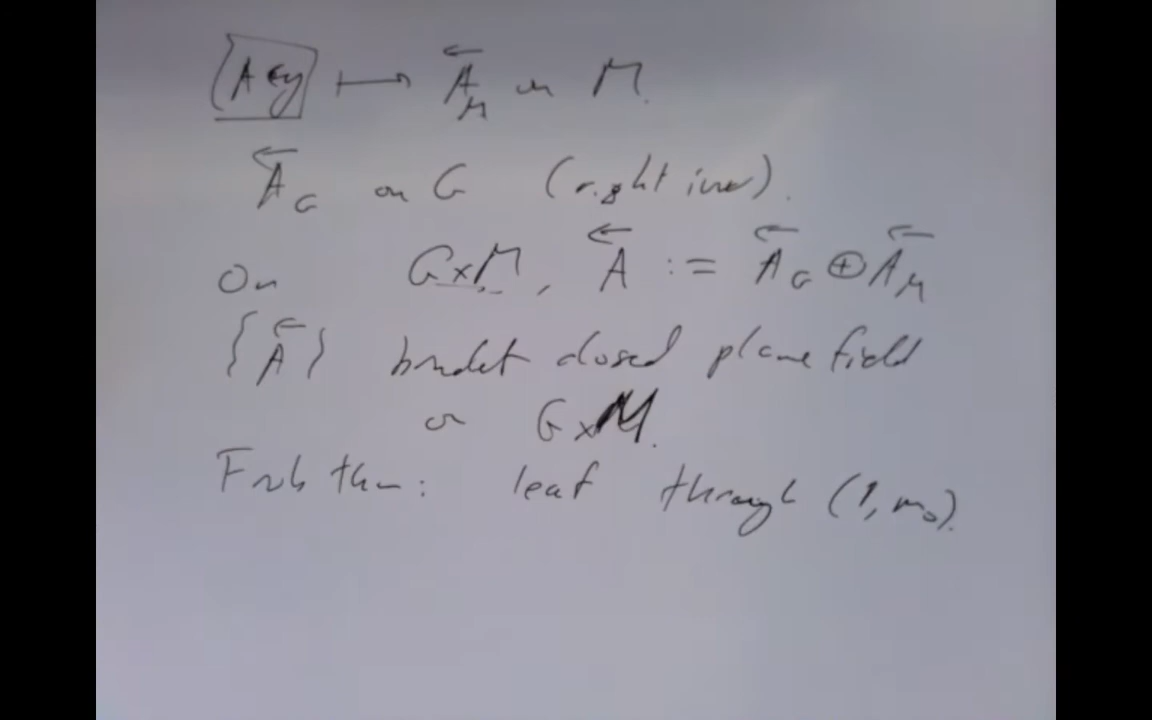 A ∈ y ⟼ A⃖_M on M.
A⃖_G on G (right inv).
On G×M, A⃖ := A⃖_G ⊕ A⃖_M
{A⃖} bracket closed plane field
on G×M.
Frob thm: leaf through (1, m₀).